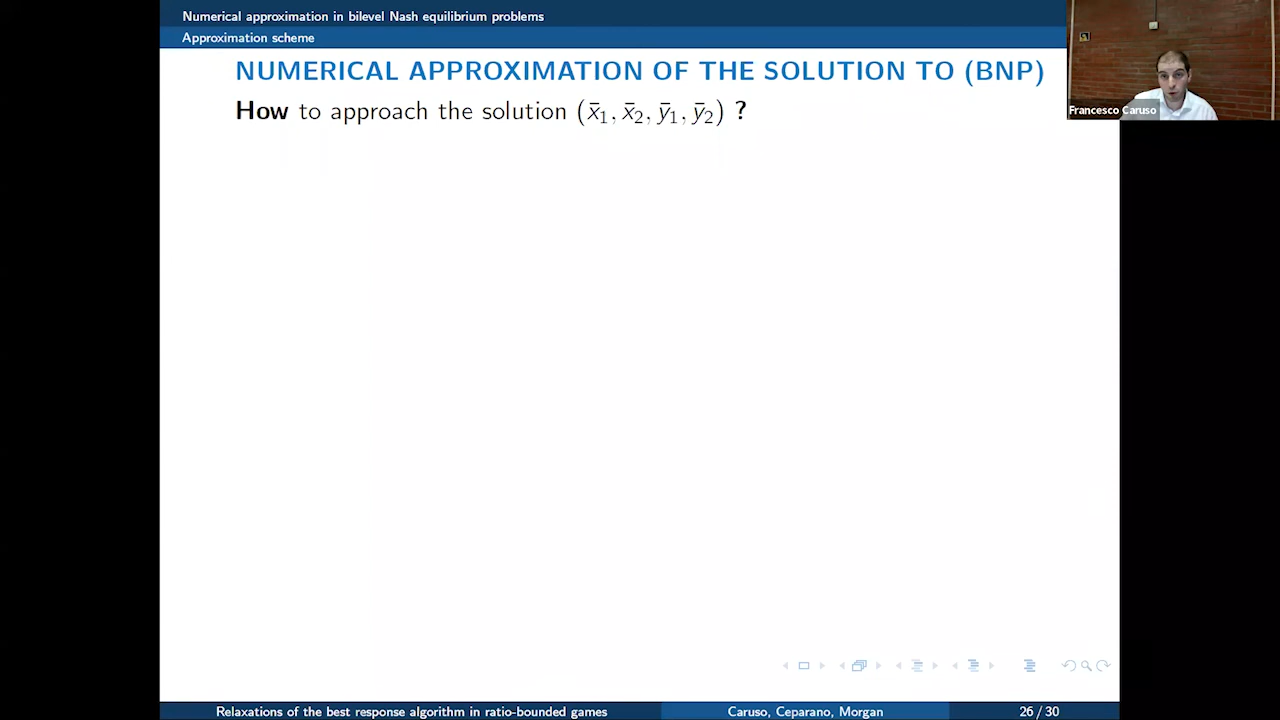 Numerical approximation in bilevel Nash equilibrium problems
Approximation scheme
NUMERICAL APPROXIMATION OF THE SOLUTION TO (BNP)
How to approach the solution (x̄₁, x̄₂, ȳ₁, ȳ₂) ?
Francesco Caruso
Relaxations of the best response algorithm in ratio-bounded games Caruso, Ceparano, Morgan 26 / 30